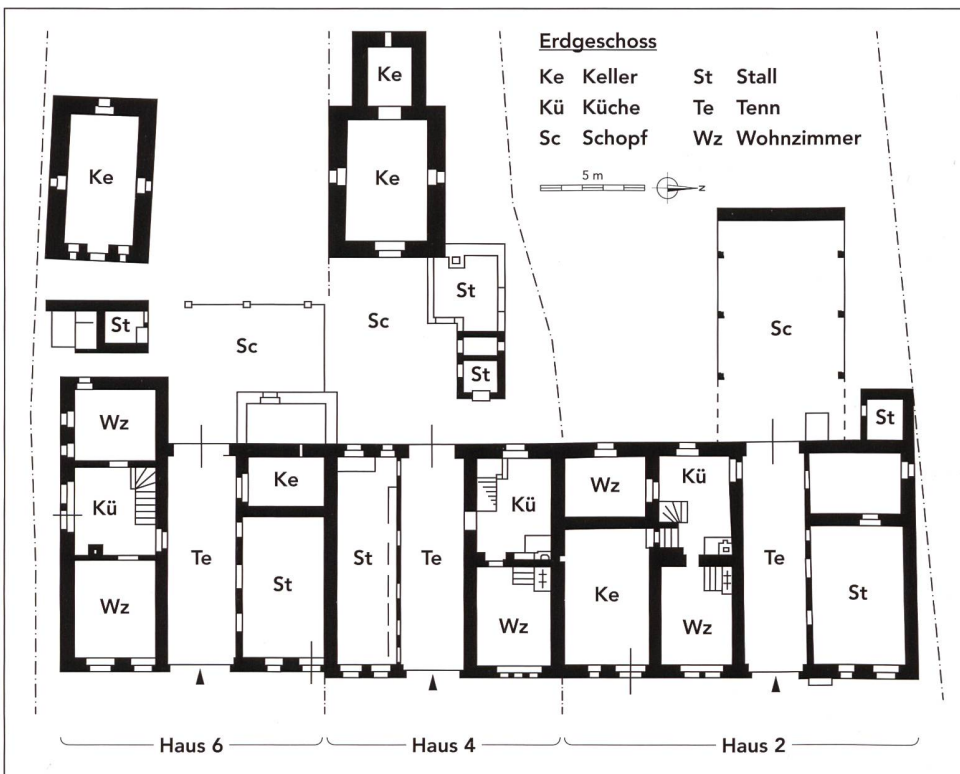 Erdgeschoss
Ke Keller St Stall
Kü Küche Te Tenn
Sc Schopf Wz Wohnzimmer
5 m
N
Ke
Ke
Ke
St
Sc
St
Sc
Sc
St
St
Wz
Ke
Kü
Wz
Kü
Wz
Kü
St
Te
St
Te
Ke
Te
St
Wz
Wz
Wz
Haus 6
Haus 4
Haus 2